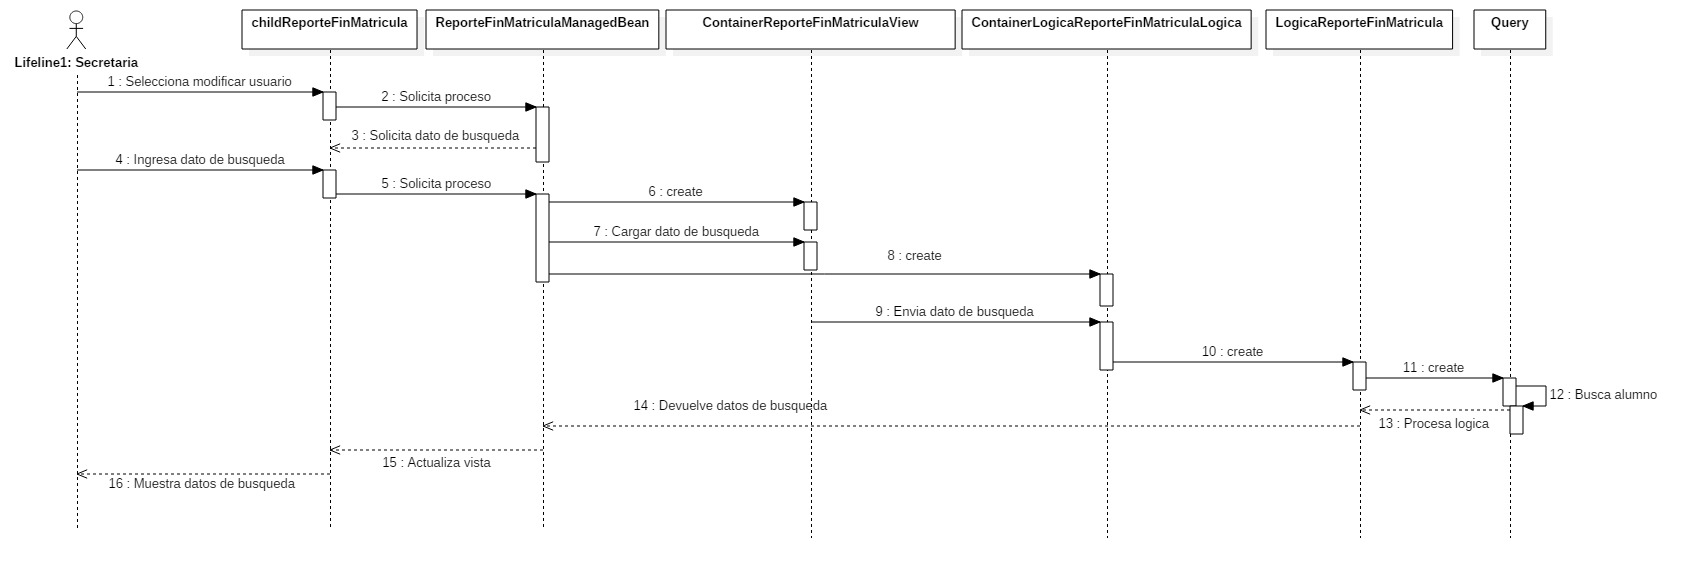 childReporteFinMatricula
ReporteFinMatriculaManagedBean
ContainerReporteFinMatriculaView
ContainerLogicaReporteFinMatriculaLogica
LogicaReporteFinMatricula
Query
Lifeline1: Secretaria
1 : Selecciona modificar usuario
2 : Solicita proceso
3 : Solicita dato de busqueda
4 : Ingresa dato de busqueda
5 : Solicita proceso
6 : create
7 : Cargar dato de busqueda
8 : create
9 : Envia dato de busqueda
10 : create
11 : create
12 : Busca alumno
13 : Procesa logica
14 : Devuelve datos de busqueda
15 : Actualiza vista
16 : Muestra datos de busqueda